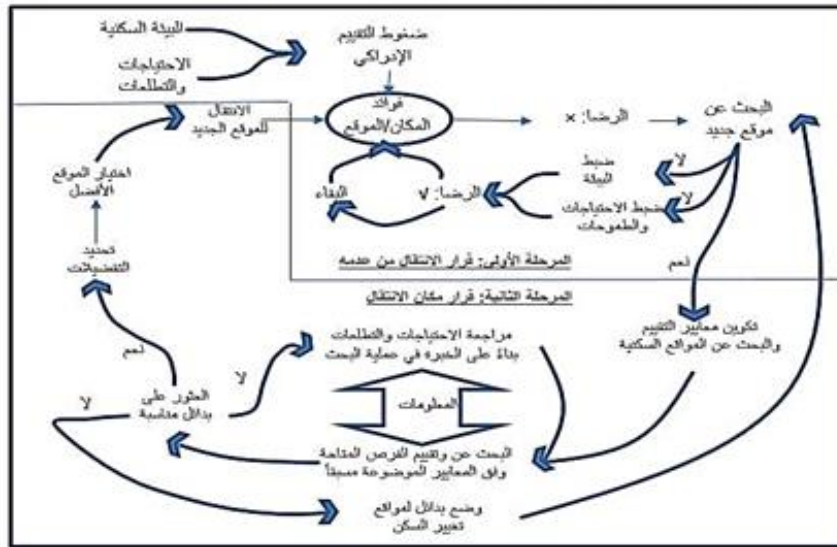 البيئة السكنية
الاحتياجات
والتطلعات
ضغوط التقييم
الإدراكي
فوائد
المكان/الموقع
الرضا: ×
البحث عن
موقع جديد
الانتقال
للموقع الجديد
لا
ضبط
البيئة
لا
ضبط الاحتياجات
والطموحات
الرضا: √
البقاء
اختيار الموقع
الأفضل
تحديد
التفضيلات
المرحلة الأولى: قرار الانتقال من عدمه
نعم
المرحلة الثانية: قرار مكان الانتقال
تكوين معايير التقييم
والبحث عن المواقع السكنية
مراجعة الاحتياجات والتطلعات
بناءً على الخبرة في عملية البحث
نعم
لا
المعلومات
العثور على
بدائل مناسبة
لا
البحث عن وتقييم الفرص المتاحة
وفق المعايير الموضوعة مسبقاً
وضع بدائل لمواقع
تغيير السكن